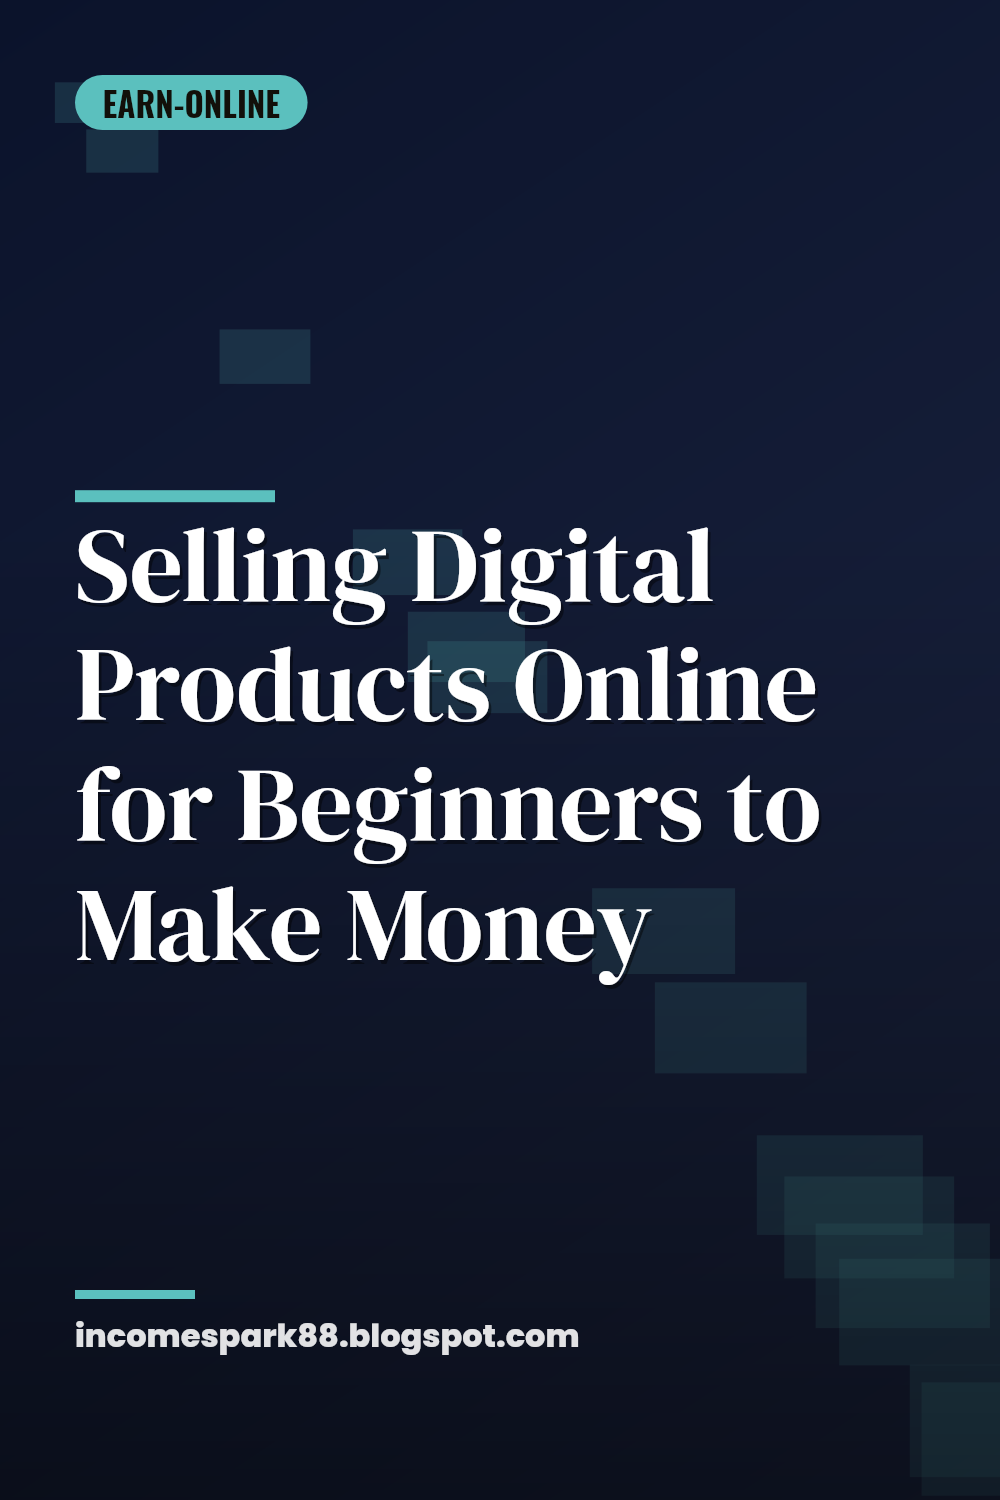 EARN-ONLINE
Selling Digital
Products Online
for Beginners to
Make Money
incomespark88.blogspot.com